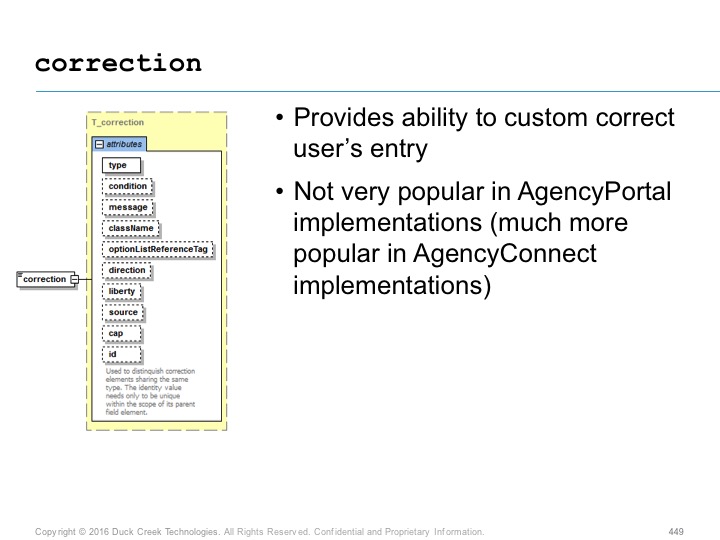 correction
T_correction
attributes
type
condition
message
className
optionListReferenceTag
direction
correction
liberty
source
cap
id
Used to distinquish correction
elements sharing the same
type. The identity value
needs only to be unique
within the scope of its parent
field element.
• Provides ability to custom correct
user’s entry
• Not very popular in AgencyPortal
implementations (much more
popular in AgencyConnect
implementations)
Copyright © 2016 Duck Creek Technologies. All Rights Reserved. Confidential and Proprietary Information.
449